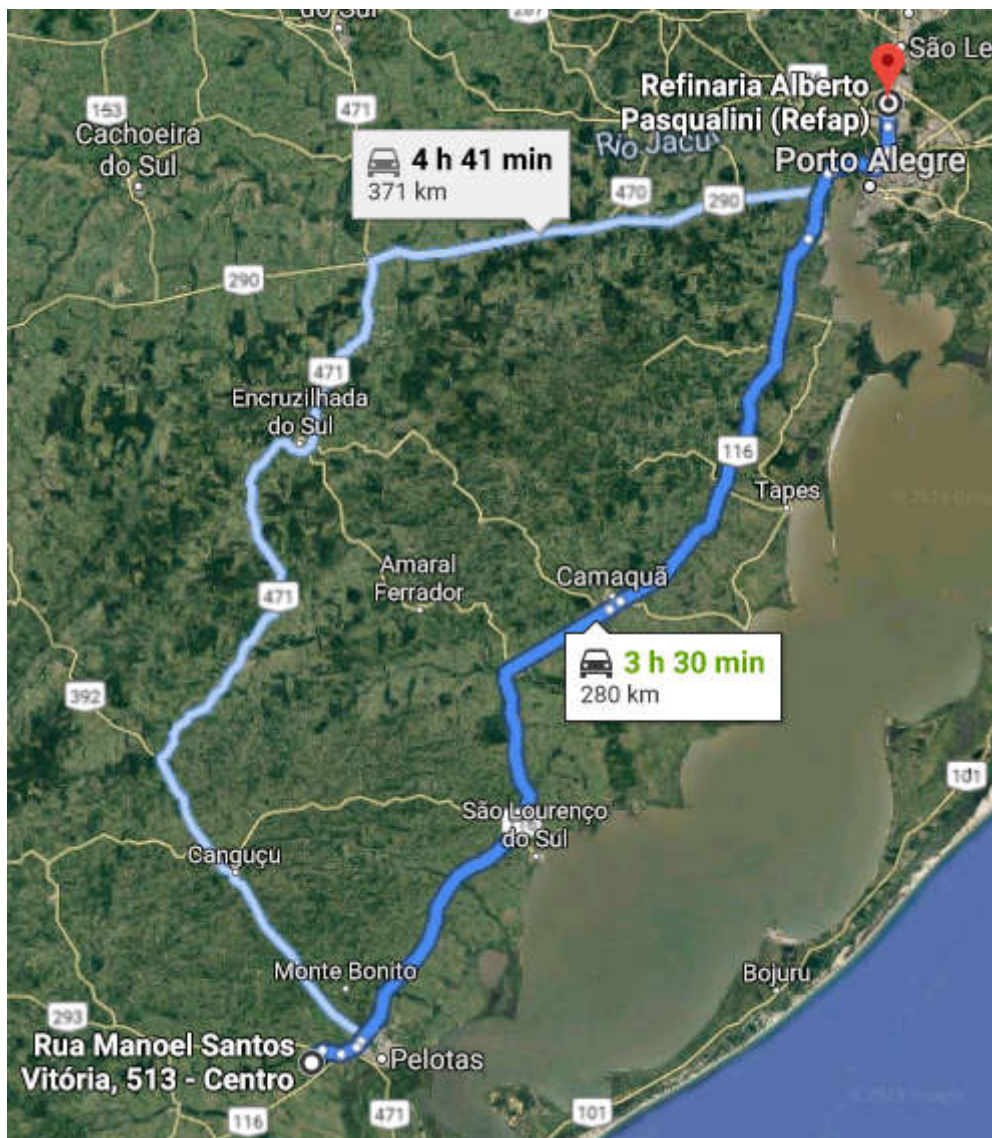 do Sul
287
São Le
Refinaria Alberto
Pasqualini (Refap)
153
471
Cachoeira
do Sul
4 h 41 min
371 km
Rio Jacuí
Porto Alegre
470
290
290
471
Encruzilhada
do Sul
116
Tapes
Amaral
Ferrador
Camaquã
471
3 h 30 min
280 km
392
101
São Lourenço
do Sul
Canguçu
Monte Bonito
Bojuru
293
Rua Manoel Santos
Vitória, 513 - Centro
Pelotas
116
471
101